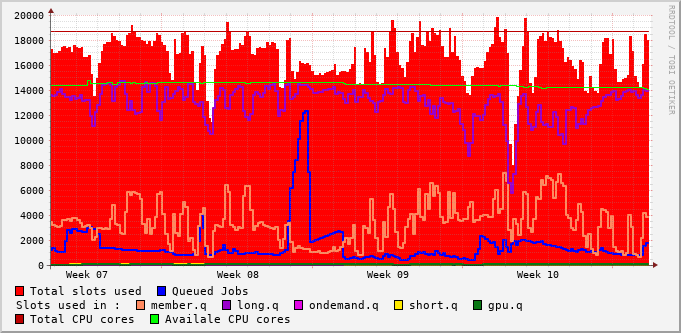 20000
18000
16000
14000
12000
10000
8000
6000
4000
2000
0
Week 07 Week 08 Week 09 Week 10
RRDTOOL / TOBI OETIKER
Total slots used Queued Jobs
Slots used in : member.q long.q ondemand.q short.q gpu.q
Total CPU cores Availale CPU cores